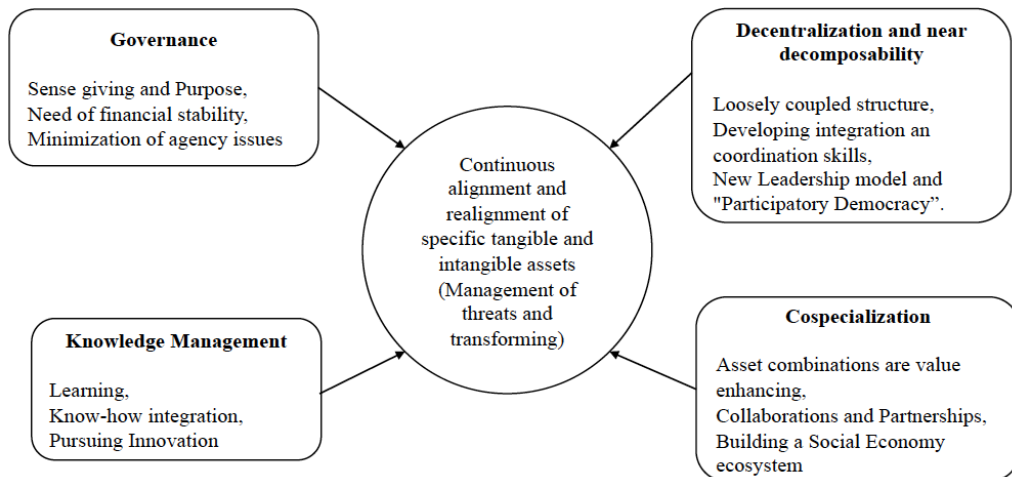 Governance
Sense giving and Purpose,
Need of financial stability,
Minimization of agency issues
Decentralization and near
decomposability
Loosely coupled structure,
Developing integration an
coordination skills,
New Leadership model and
"Participatory Democracy”.
Continuous
alignment and
realignment of
specific tangible and
intangible assets
(Management of
threats and
transforming)
Knowledge Management
Learning,
Know-how integration,
Pursuing Innovation
Cospecialization
Asset combinations are value
enhancing,
Collaborations and Partnerships,
Building a Social Economy
ecosystem